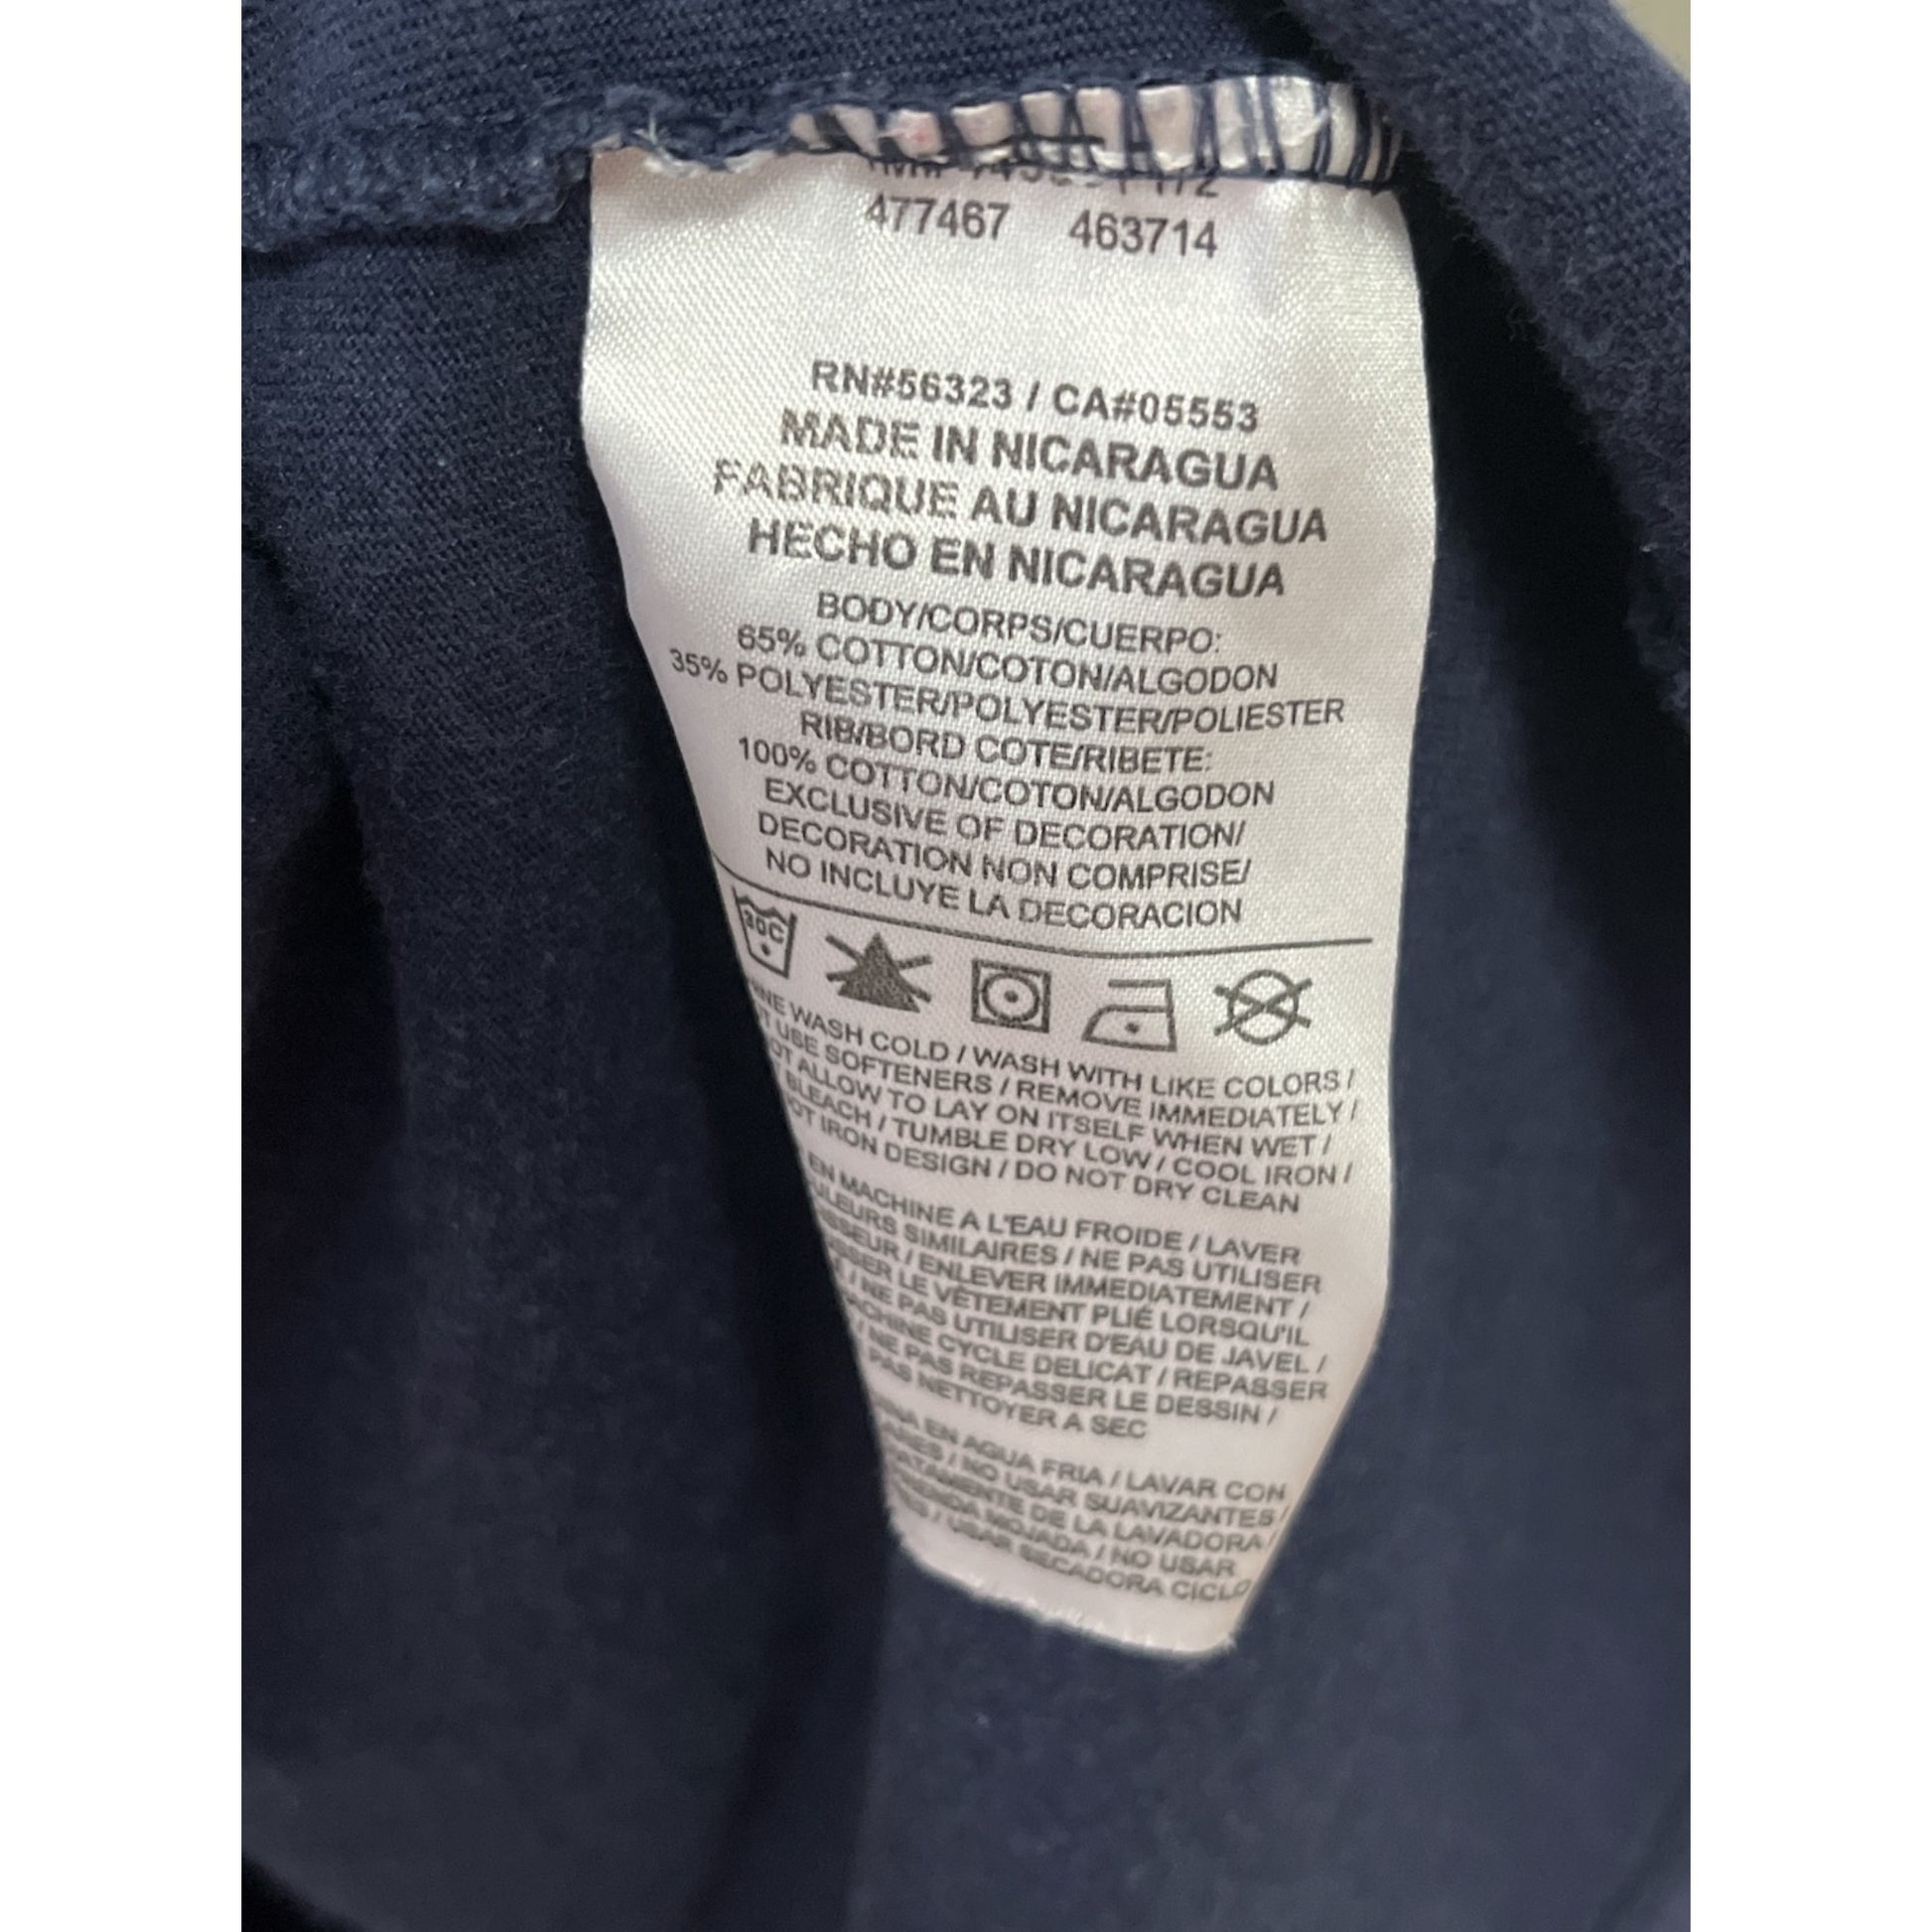 477467 463714
RN#56323 / CA#05553
MADE IN NICARAGUA
FABRIQUE AU NICARAGUA
HECHO EN NICARAGUA
BODY/CORPS/CUERPO:
65% COTTON/COTON/ALGODON
35% POLYESTER/POLYESTER/POLIESTER
RIB/BORD COTE/RIBETE:
100% COTTON/COTON/ALGODON
EXCLUSIVE OF DECORATION/
DECORATION NON COMPRISE/
NO INCLUYE LA DECORACION
30C
WASH COLD / WASH WITH LIKE COLORS /
USE SOFTENERS / REMOVE IMMEDIATELY /
ALLOW TO LAY ON ITSELF WHEN WET /
BLEACH / TUMBLE DRY LOW / COOL IRON /
IRON DESIGN / DO NOT DRY CLEAN
EN MACHINE A L'EAU FROIDE / LAVER
SIMILAIRES / NE PAS UTILISER
/ ENLEVER IMMEDIATEMENT /
LE VÊTEMENT PLIÉ LORSQU'IL
/ NE PAS UTILISER D'EAU DE JAVEL /
CYCLE DELICAT / REPASSER
/ NE PAS REPASSER LE DESSIN /
PAS NETTOYER A SEC
EN AGUA FRIA / LAVAR CON
/ NO USAR SUAVIZANTES /
DE LA LAVADORA /
MOJADA / NO USAR
/ USAR SECADORA CICLO